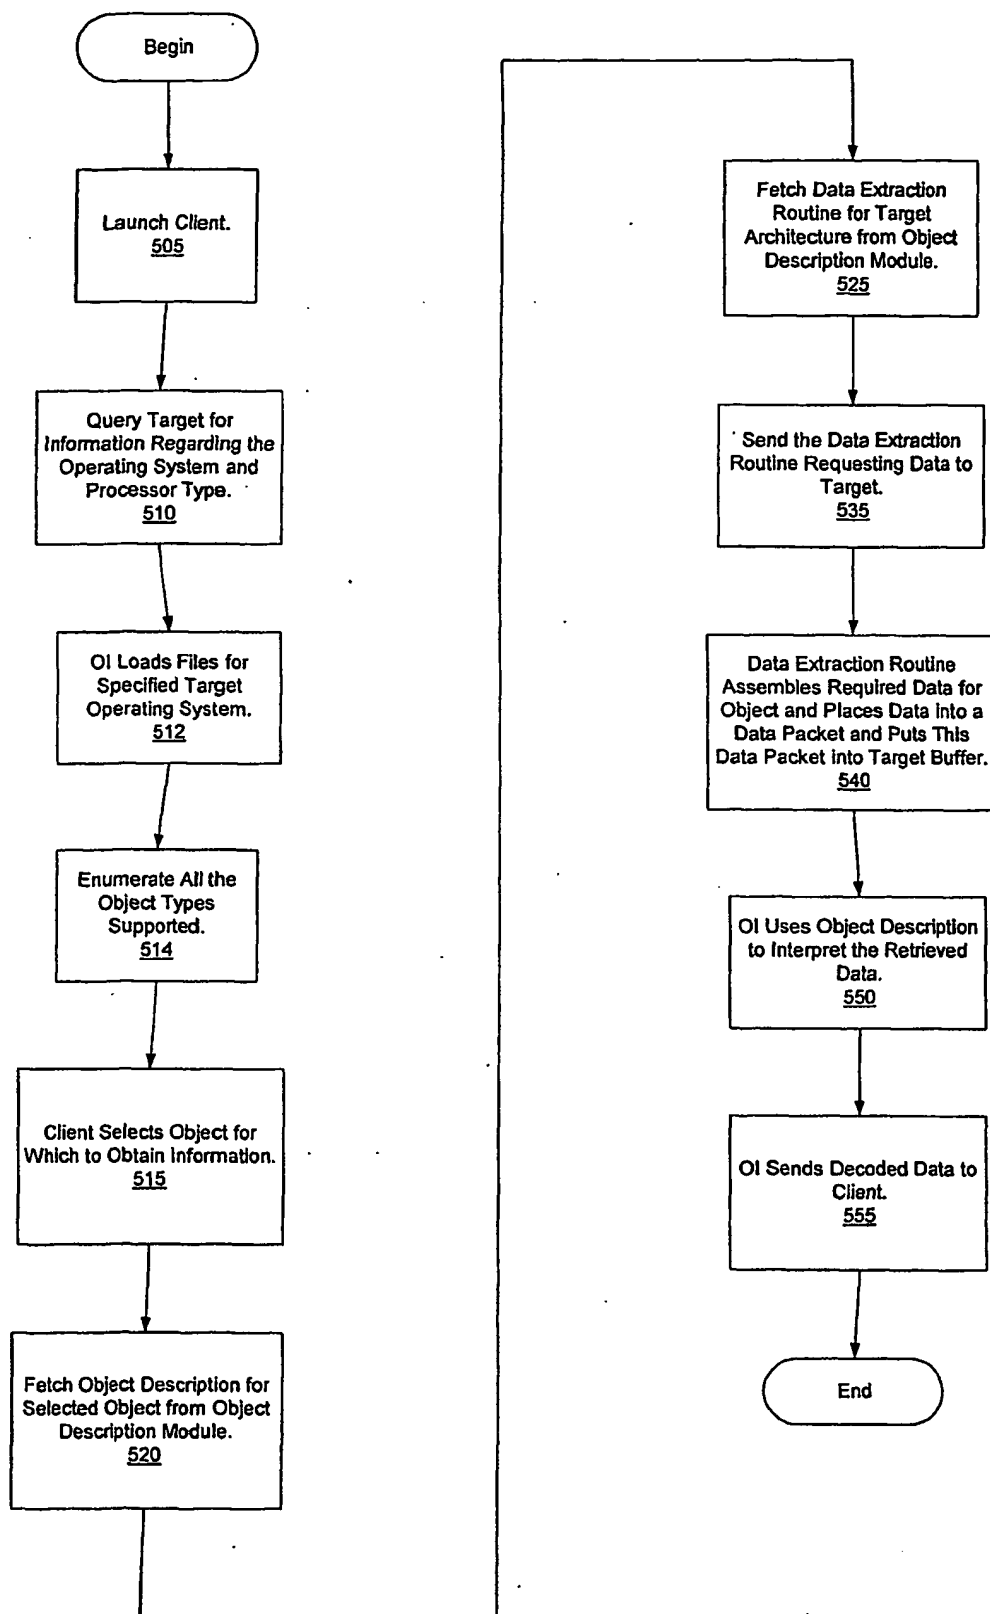 Begin
Launch Client.
505
Query Target for
Information Regarding the
Operating System and
Processor Type.
510
OI Loads Files for
Specified Target
Operating System.
512
Enumerate All the
Object Types
Supported.
514
Client Selects Object for
Which to Obtain Information.
515
Fetch Object Description for
Selected Object from Object
Description Module.
520
Fetch Data Extraction
Routine for Target
Architecture from Object
Description Module.
525
Send the Data Extraction
Routine Requesting Data to
Target.
535
Data Extraction Routine
Assembles Required Data for
Object and Places Data into a
Data Packet and Puts This
Data Packet into Target Buffer.
540
OI Uses Object Description
to Interpret the Retrieved
Data.
550
OI Sends Decoded Data to
Client.
555
End